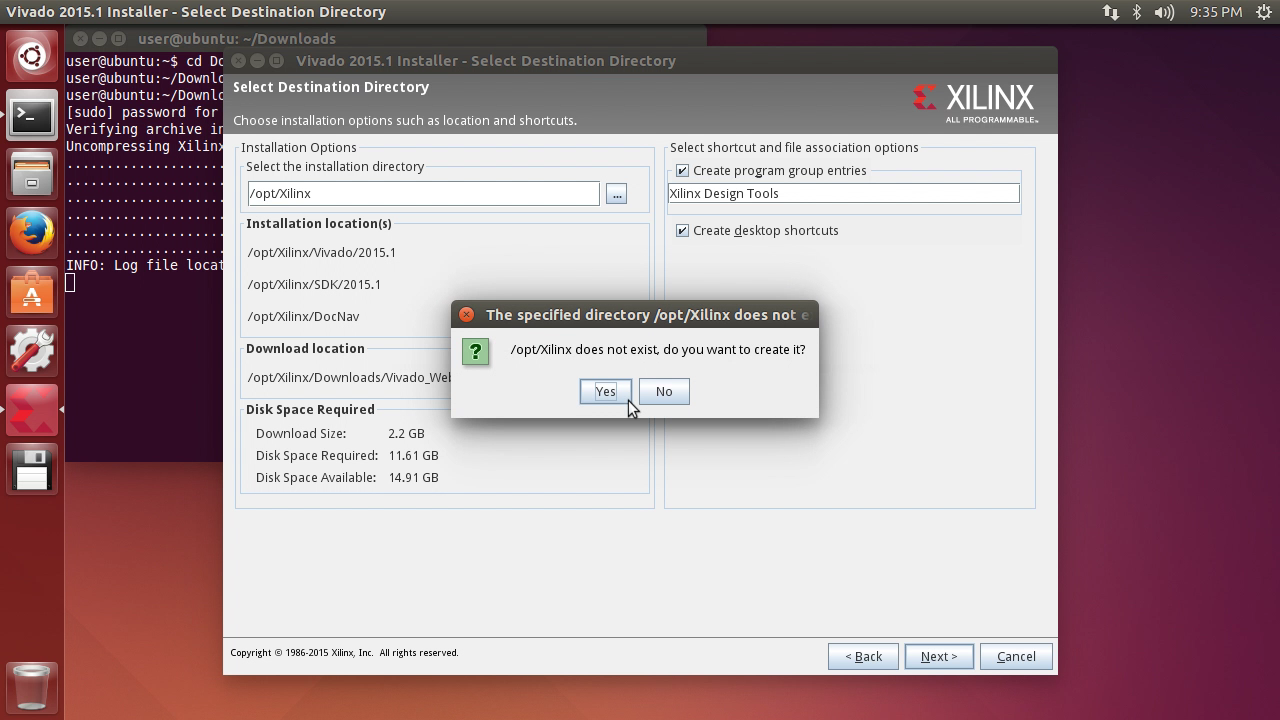 Vivado 2015.1 Installer - Select Destination Directory
9:35 PM
user@ubuntu: ~/Downloads
user@ubuntu:~$ cd Do
user@ubuntu:~/Downlo
user@ubuntu:~/Downlo
[sudo] password for
Verifying archive in
Uncompressing Xilinx
INFO: Log file locat
Vivado 2015.1 Installer - Select Destination Directory
Select Destination Directory
Choose installation options such as location and shortcuts.
XILINX
ALL PROGRAMMABLE™
Installation Options
Select the installation directory
/opt/Xilinx
...
Installation location(s)
/opt/Xilinx/Vivado/2015.1
/opt/Xilinx/SDK/2015.1
/opt/Xilinx/DocNav
Download location
/opt/Xilinx/Downloads/Vivado_Web
Disk Space Required
Download Size: 2.2 GB
Disk Space Required: 11.61 GB
Disk Space Available: 14.91 GB
Select shortcut and file association options
Create program group entries
Xilinx Design Tools
Create desktop shortcuts
The specified directory /opt/Xilinx does not e
?
/opt/Xilinx does not exist, do you want to create it?
Yes No
Copyright © 1986-2015 Xilinx, Inc. All rights reserved.
< Back Next > Cancel